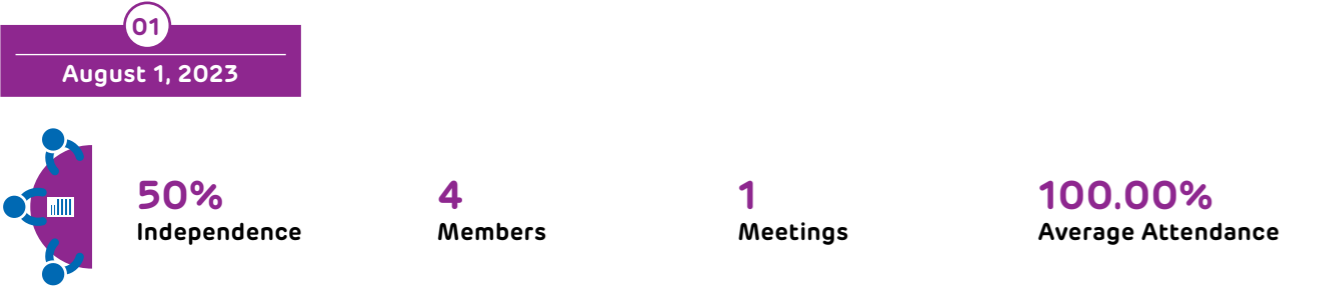 01
August 1, 2023
50%
Independence
4
Members
1
Meetings
100.00%
Average Attendance